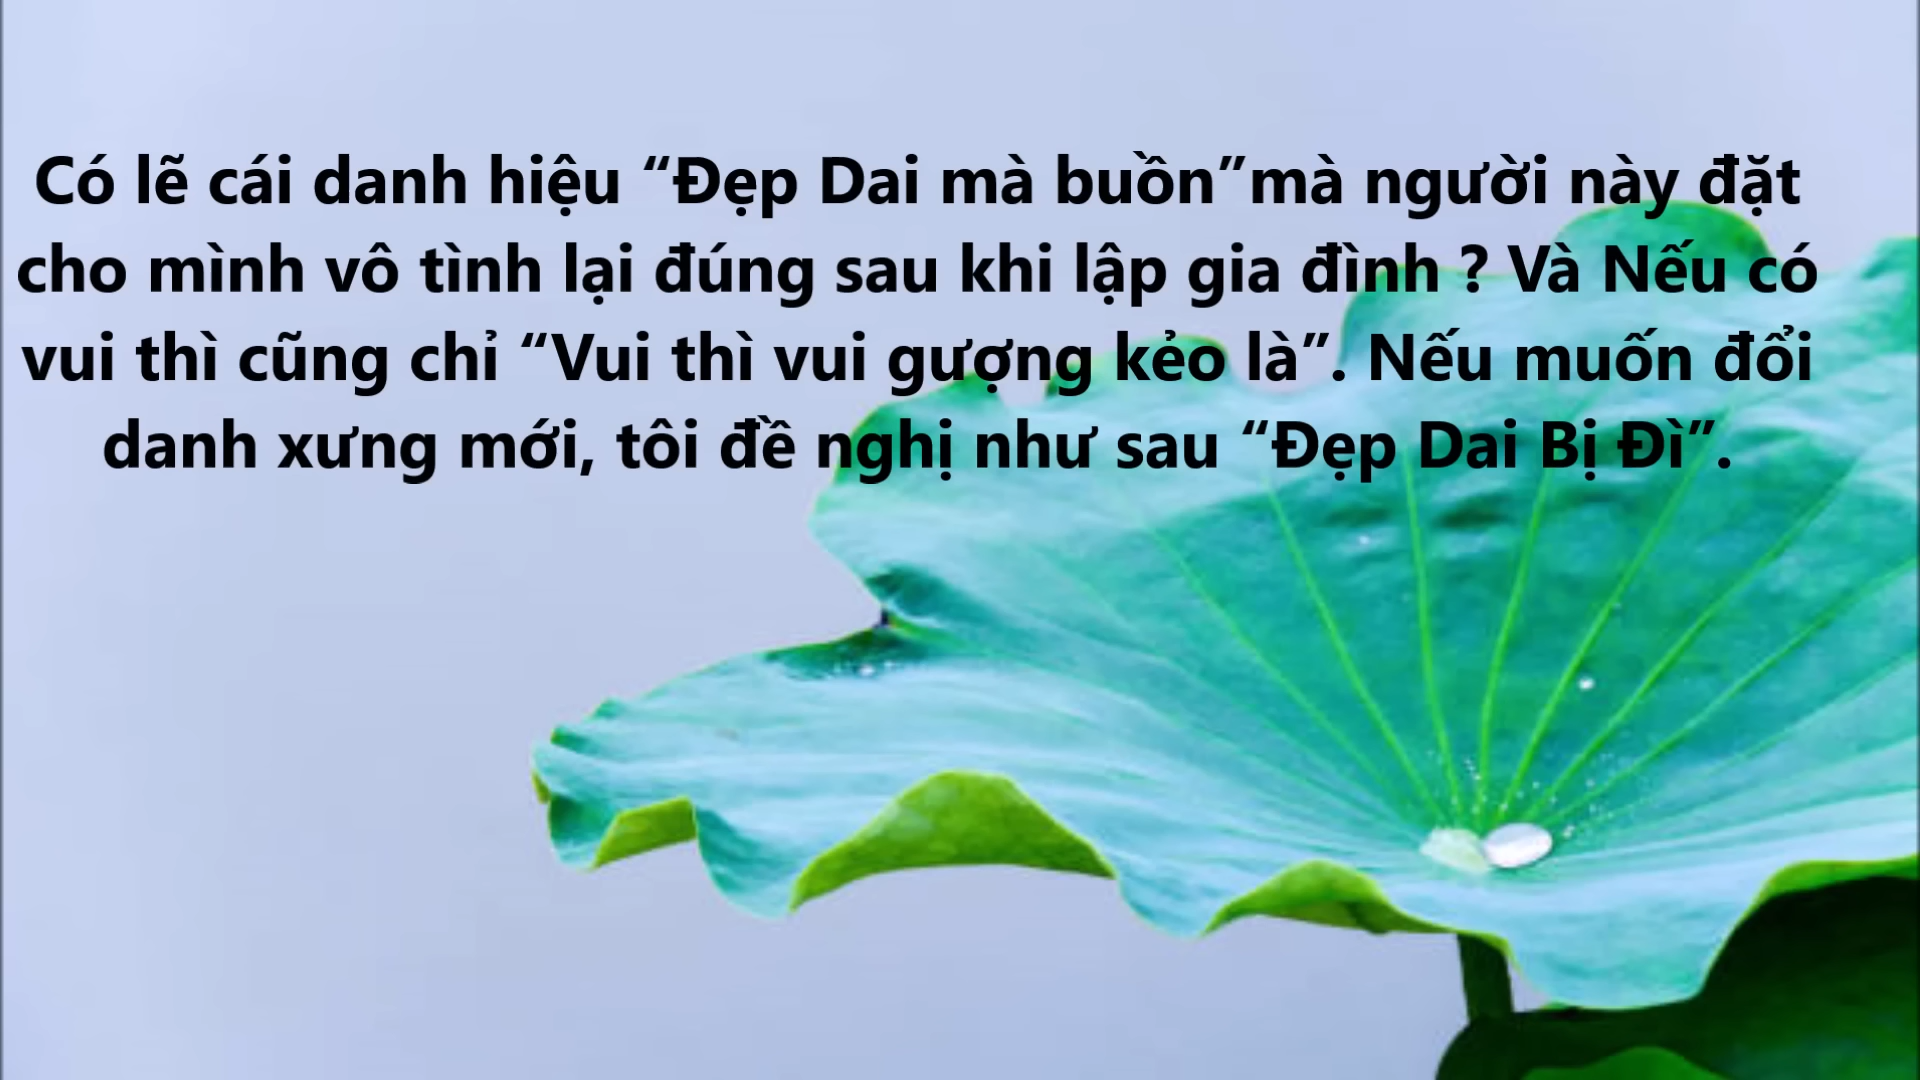 Có lẽ cái danh hiệu “Đẹp Dai mà buồn”mà người này đặt
cho mình vô tình lại đúng sau khi lập gia đình ? Và Nếu có
vui thì cũng chỉ “Vui thì vui gượng kẻo là”. Nếu muốn đổi
danh xưng mới, tôi đề nghị như sau “Đẹp Dai Bị Đì”.